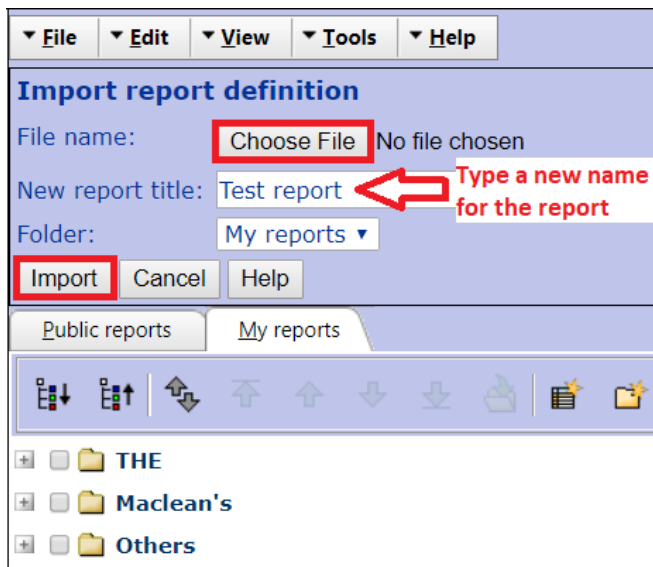 File Edit View Tools Help
Import report definition
File name: Choose File No file chosen
New report title: Test report
Type a new name
for the report
Folder: My reports
Import Cancel Help
Public reports My reports
THE
Maclean's
Others